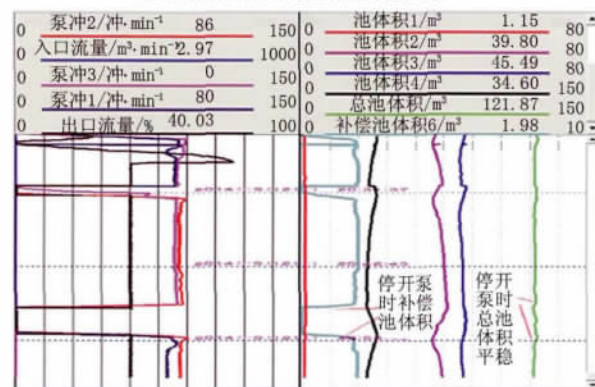 泵冲2/冲·min⁻¹ 86
0 150
入口流量/m³·min⁻¹2.97
0 1000
泵冲3/冲·min⁻¹ 0
0 150
泵冲1/冲·min⁻¹ 80
0 150
出口流量/% 40.03
0 100
池体积1/m³ 1.15
0 80
池体积2/m³ 39.80
0 80
池体积3/m³ 45.49
0 80
池体积4/m³ 34.60
0 150
总池体积/m³ 121.87
0 150
补偿池体积6/m³ 1.98
0 10
停开泵
时补偿
池体积
停开
泵时
总池
体积
平稳